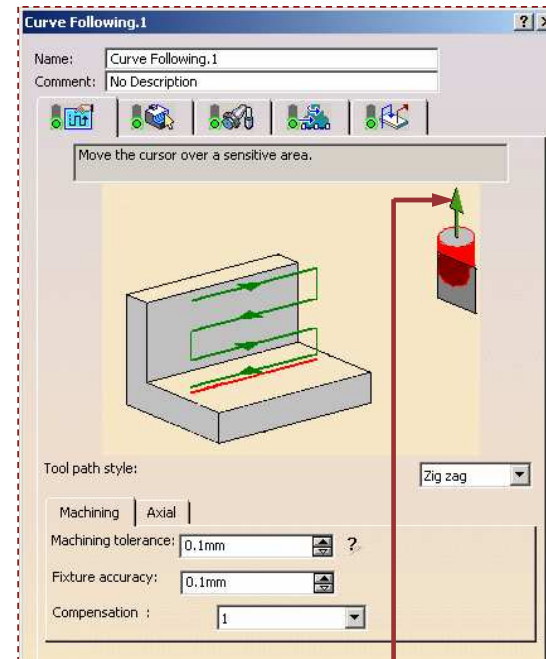 Curve Following.1
Name: Curve Following.1
Comment: No Description
Move the cursor over a sensitive area.
Tool path style: Zig zag
Machining Axial
Machining tolerance: 0.1mm ?
Fixture accuracy: 0.1mm
Compensation : 1